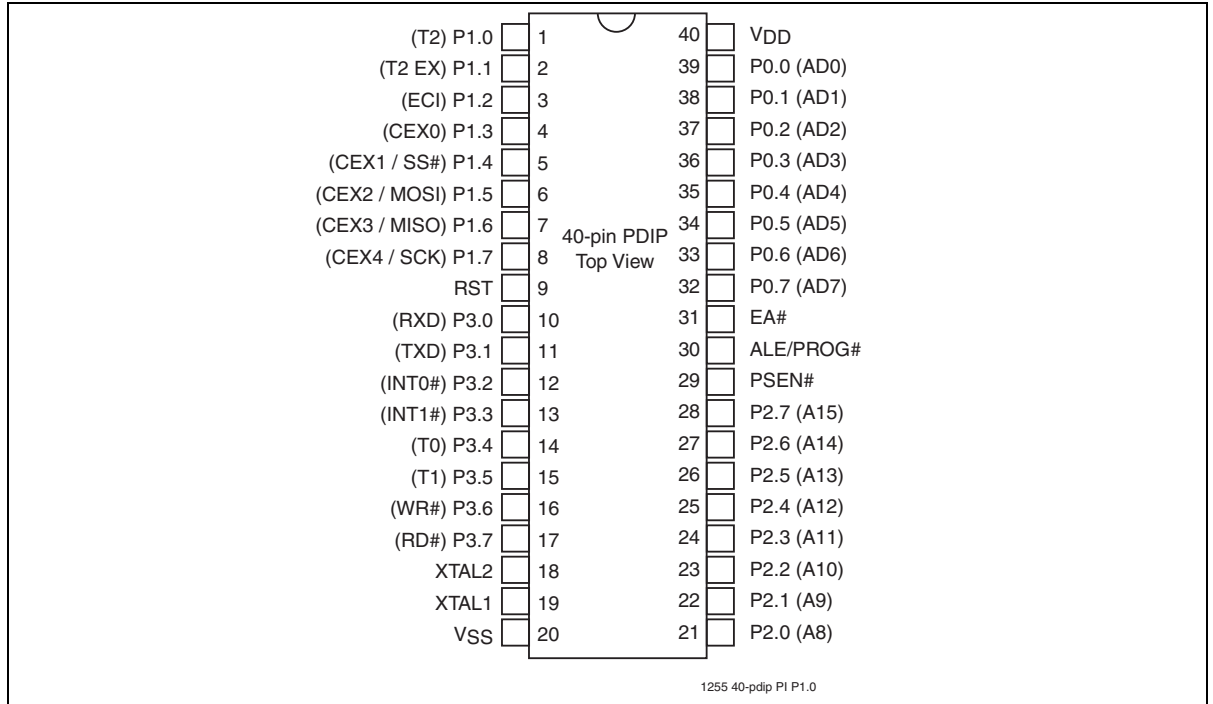 (T2) P1.0 1 40 VDD
(T2 EX) P1.1 2 39 P0.0 (AD0)
(ECI) P1.2 3 38 P0.1 (AD1)
(CEX0) P1.3 4 37 P0.2 (AD2)
(CEX1 / SS#) P1.4 5 36 P0.3 (AD3)
(CEX2 / MOSI) P1.5 6 35 P0.4 (AD4)
(CEX3 / MISO) P1.6 7 34 P0.5 (AD5)
40-pin PDIP
(CEX4 / SCK) P1.7 8 Top View 33 P0.6 (AD6)
RST 9 32 P0.7 (AD7)
(RXD) P3.0 10 31 EA#
(TXD) P3.1 11 30 ALE/PROG#
(INT0#) P3.2 12 29 PSEN#
(INT1#) P3.3 13 28 P2.7 (A15)
(T0) P3.4 14 27 P2.6 (A14)
(T1) P3.5 15 26 P2.5 (A13)
(WR#) P3.6 16 25 P2.4 (A12)
(RD#) P3.7 17 24 P2.3 (A11)
XTAL2 18 23 P2.2 (A10)
XTAL1 19 22 P2.1 (A9)
VSS 20 21 P2.0 (A8)
1255 40-pdip PI P1.0